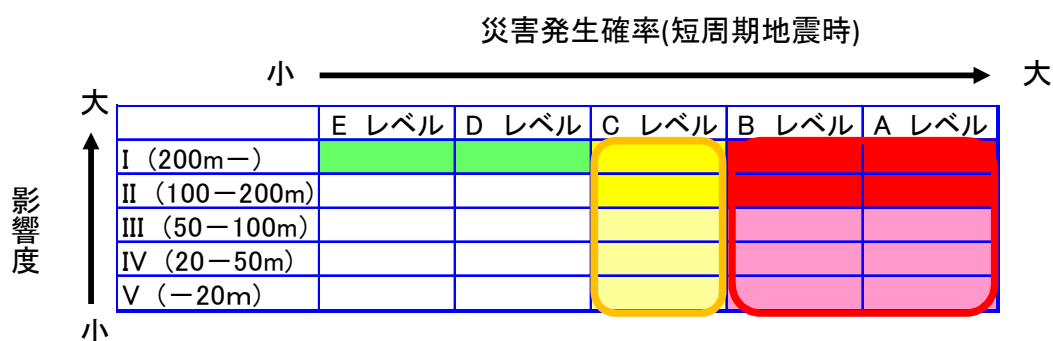 災害発生確率(短周期地震時)
小 大
大
E レベル D レベル C レベル B レベル A レベル
I (200m－)
II (100－200m)
III (50－100m)
IV (20－50m)
V (－20m)
影響度
小